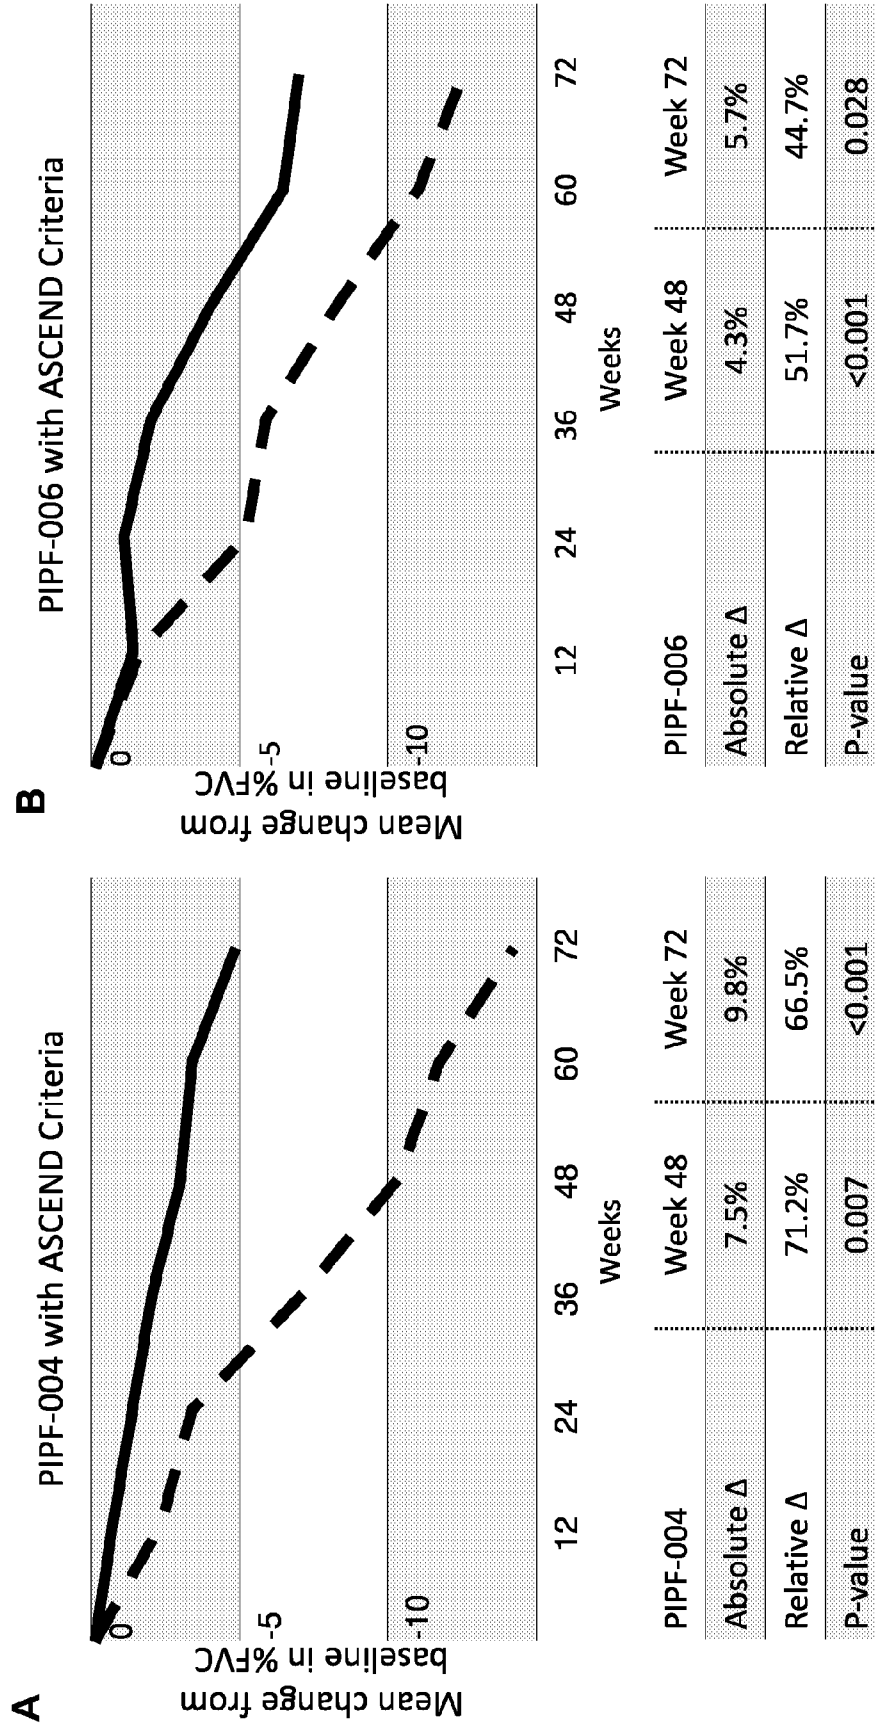 A
PIPF-004 with ASCEND Criteria
Mean change from
baseline in %FVC
0
-5
-10
12 24 36 48 60 72
Weeks
PIPF-004 Week 48 Week 72
Absolute Δ 7.5% 9.8%
Relative Δ 71.2% 66.5%
P-value 0.007 <0.001
B
PIPF-006 with ASCEND Criteria
Mean change from
baseline in %FVC
0
-5
-10
12 24 36 48 60 72
Weeks
PIPF-006 Week 48 Week 72
Absolute Δ 4.3% 5.7%
Relative Δ 51.7% 44.7%
P-value <0.001 0.028